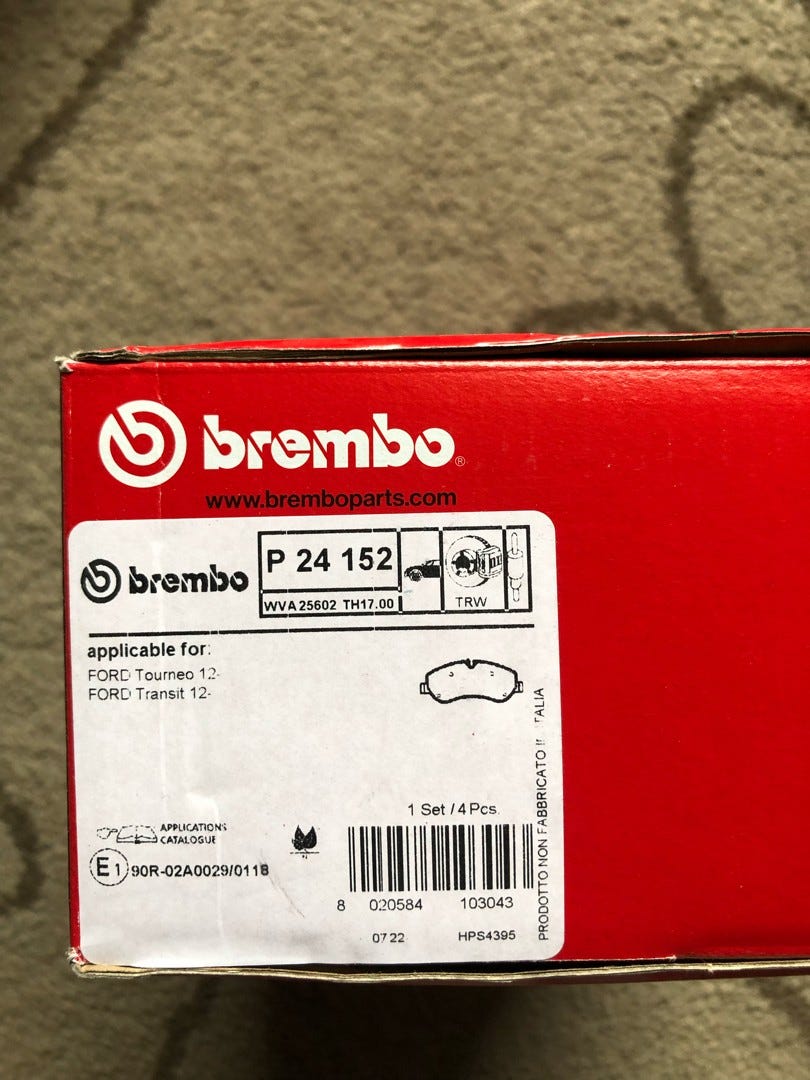 brembo®
www.bremboparts.com
brembo
P 24 152
WVA 25602 TH17.00
TRW
applicable for:
FORD Tourneo 12-
FORD Transit 12-
1 Set / 4 Pcs.
APPLICATIONS
CATALOGUE
E1 90R-02A0029/0118
8 020584 103043
0722 HPS4395
PRODOTTO NON FABBRICATO IN ITALIA